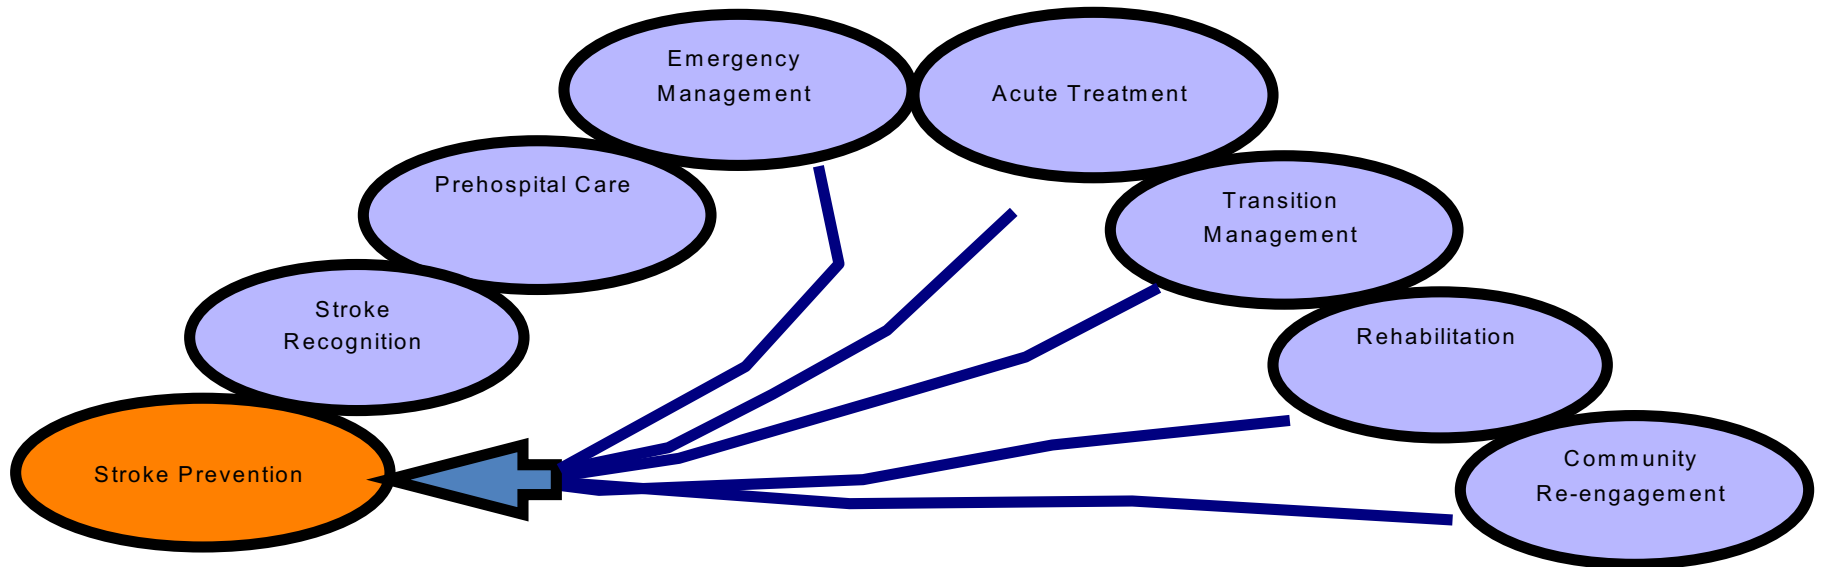 Emergency
Management
Acute Treatment
Prehospital Care
Transition
Management
Stroke
Recognition
Rehabilitation
Stroke Prevention
Community
Re-engagement